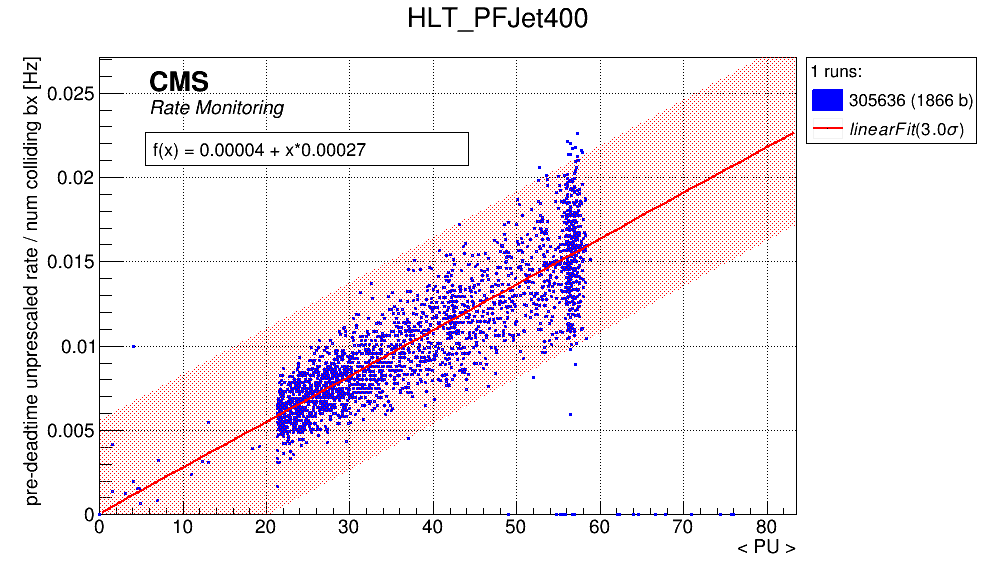 HLT_PFJet400
CMS
Rate Monitoring
f(x) = 0.00004 + x*0.00027
1 runs:
305636 (1866 b)
linearFit(3.0σ)
pre-deadtime unprescaled rate / num colliding bx [Hz]
0.025
0.02
0.015
0.01
0.005
0
0 10 20 30 40 50 60 70 80
< PU >